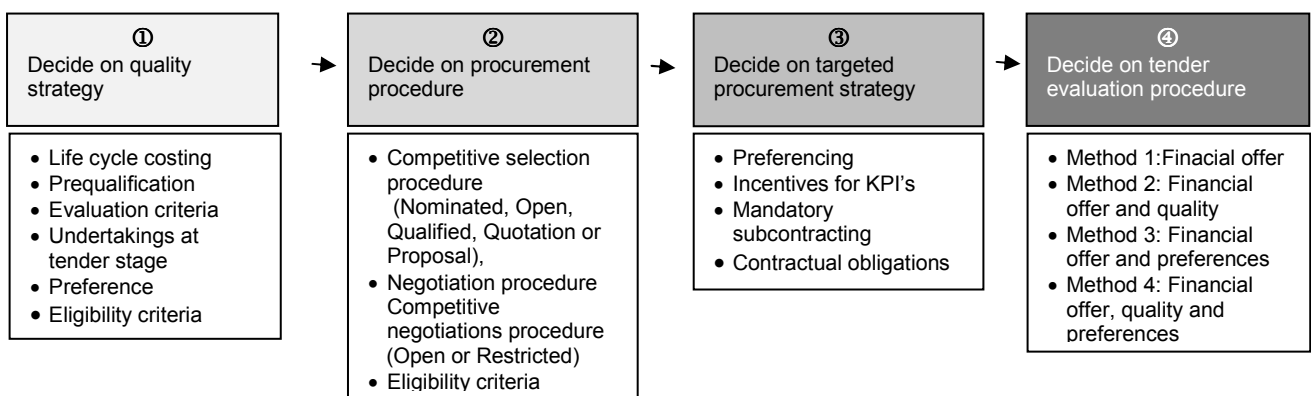 ①
Decide on quality
strategy
• Life cycle costing
• Prequalification
• Evaluation criteria
• Undertakings at
tender stage
• Preference
• Eligibility criteria
②
Decide on procurement
procedure
• Competitive selection
procedure
(Nominated, Open,
Qualified, Quotation or
Proposal),
• Negotiation procedure
Competitive
negotiations procedure
(Open or Restricted)
• Eligibility criteria
③
Decide on targeted
procurement strategy
• Preferencing
• Incentives for KPI's
• Mandatory
subcontracting
• Contractual obligations
④
Decide on tender
evaluation procedure
• Method 1:Finacial offer
• Method 2: Financial
offer and quality
• Method 3: Financial
offer and preferences
• Method 4: Financial
offer, quality and
preferences